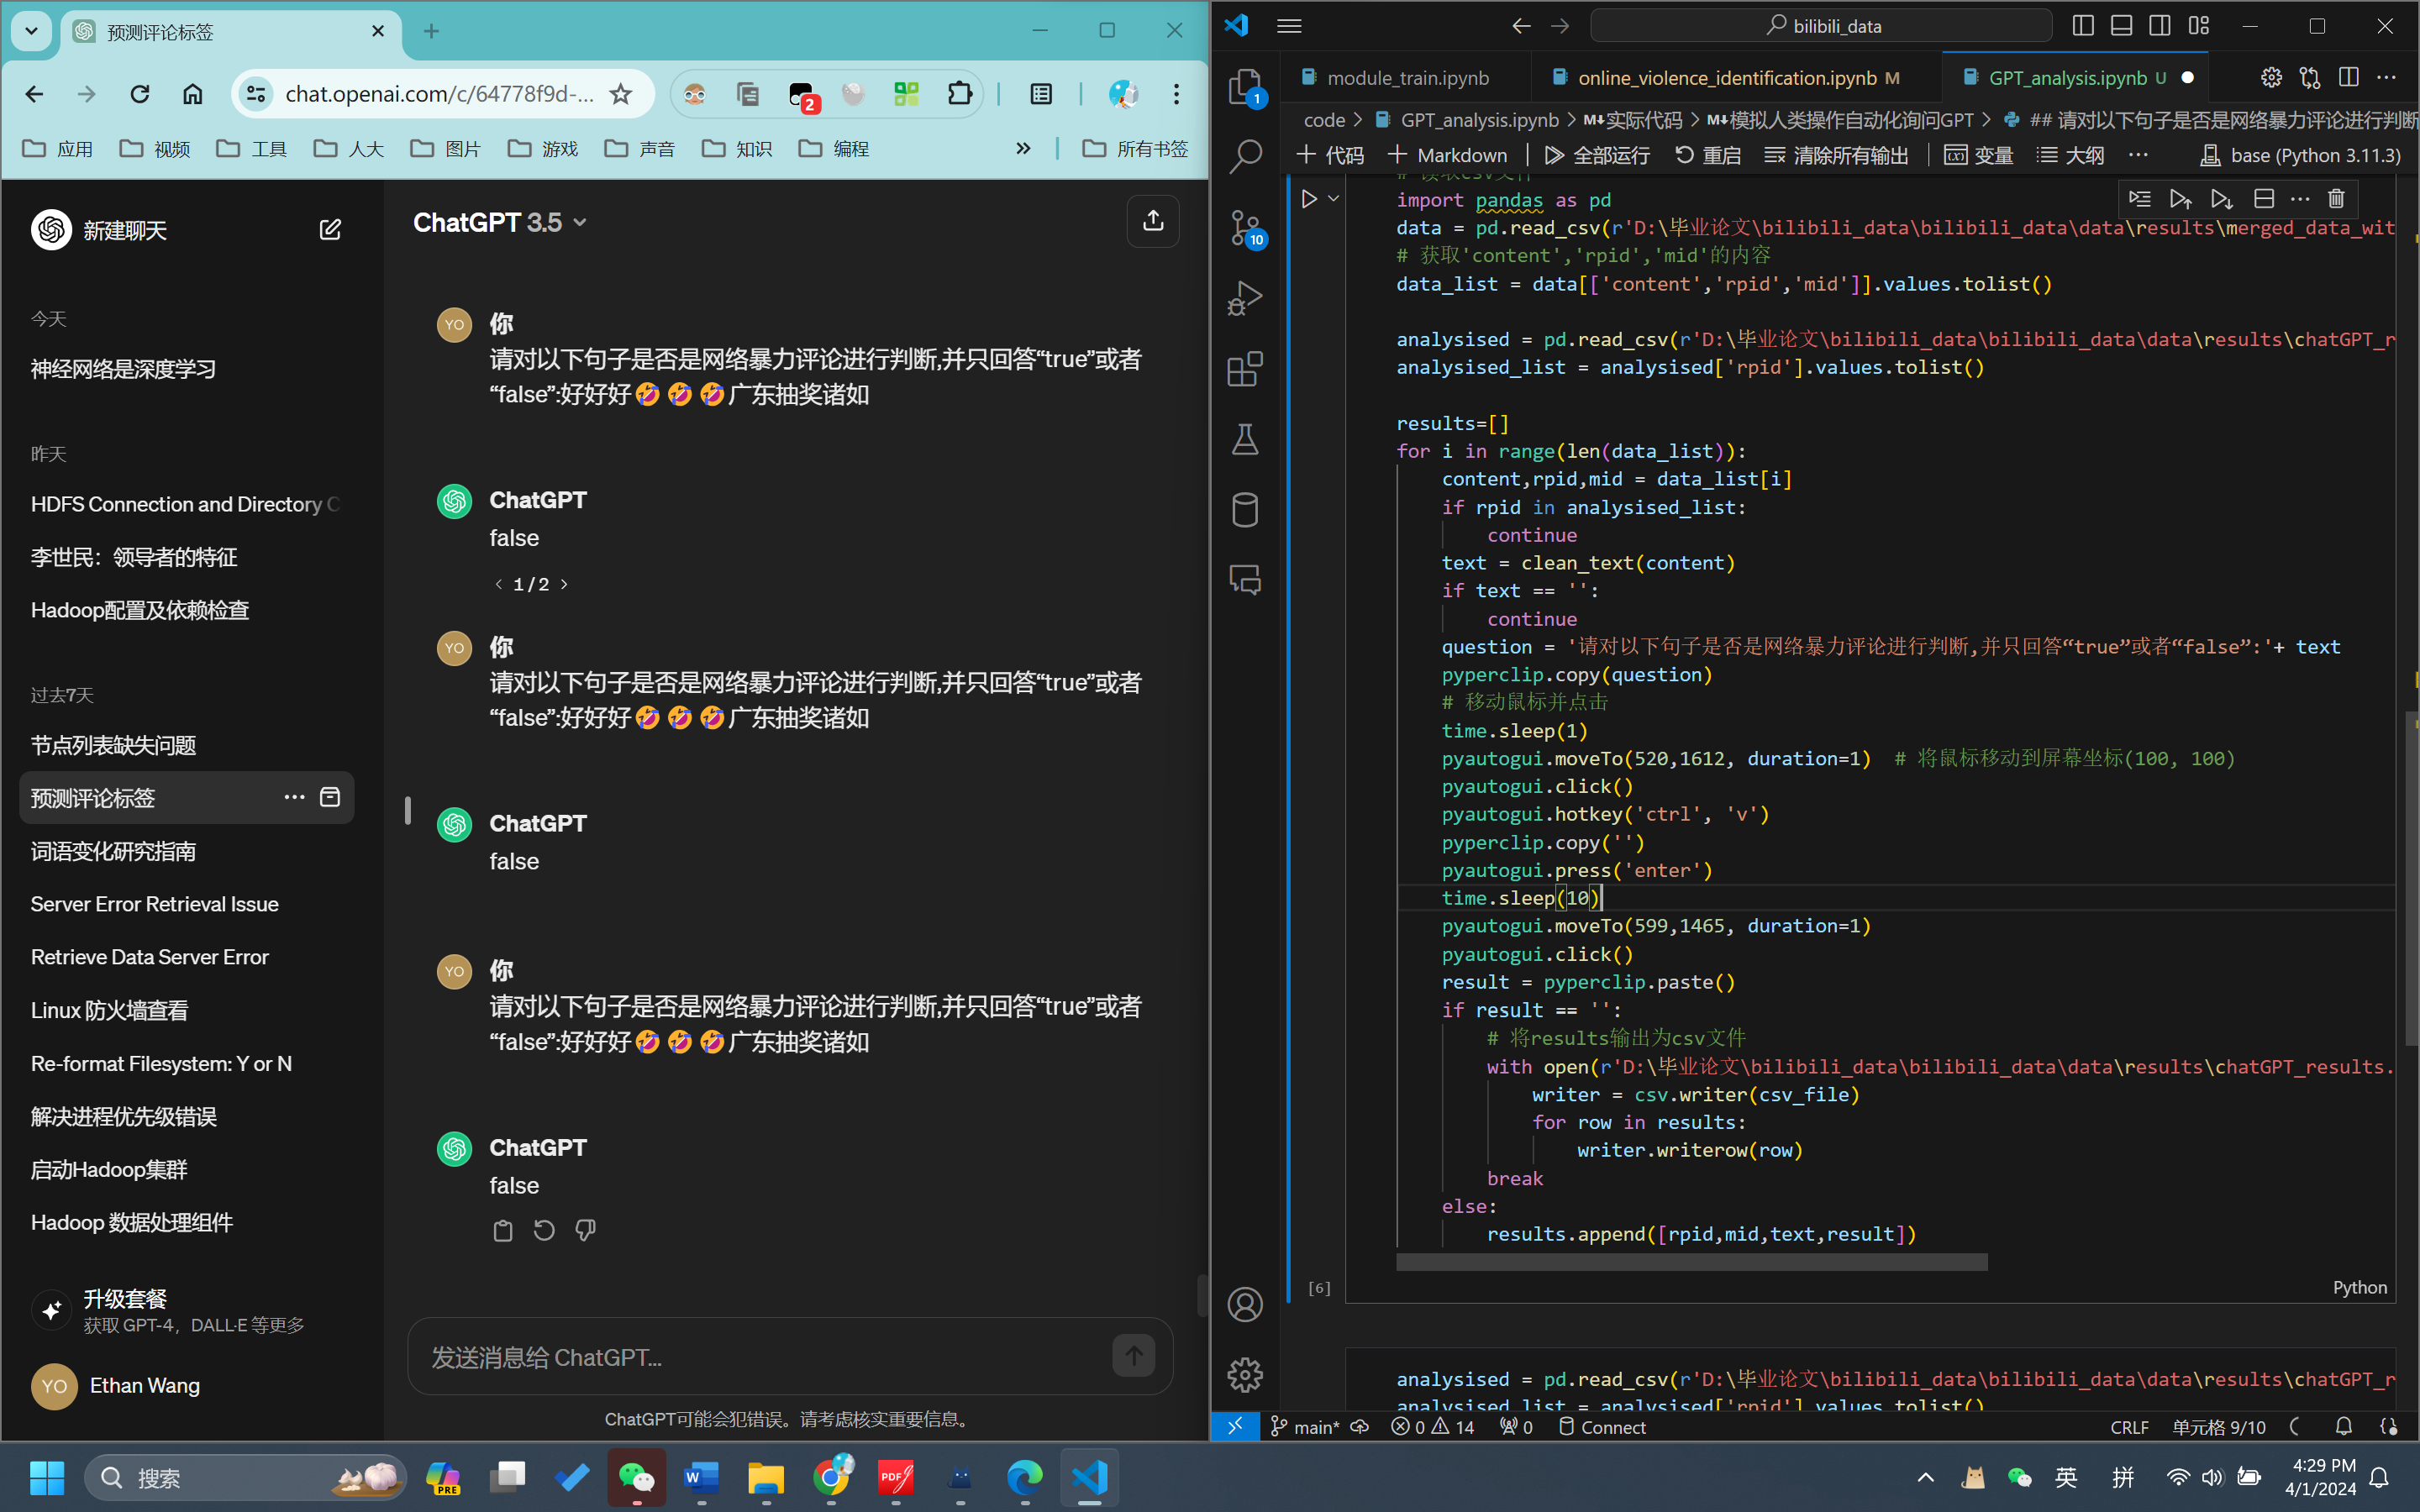 预测评论标签
chat.openai.com/c/64778f9d-...
2
应用
视频
工具
人大
图片
游戏
声音
知识
编程
所有书签
新建聊天
今天
神经网络是深度学习
昨天
HDFS Connection and Directory C
李世民：领导者的特征
Hadoop配置及依赖检查
过去7天
节点列表缺失问题
预测评论标签
词语变化研究指南
Server Error Retrieval Issue
Retrieve Data Server Error
Linux 防火墙查看
Re-format Filesystem: Y or N
解决进程优先级错误
启动Hadoop集群
Hadoop 数据处理组件
升级套餐
获取 GPT-4，DALL·E 等更多
YO
Ethan Wang
ChatGPT 3.5
YO
你
请对以下句子是否是网络暴力评论进行判断,并只回答“true”或者
“false”:好好好🤣🤣🤣广东抽奖诸如
ChatGPT
false
1/2
YO
你
请对以下句子是否是网络暴力评论进行判断,并只回答“true”或者
“false”:好好好🤣🤣🤣广东抽奖诸如
ChatGPT
false
YO
你
请对以下句子是否是网络暴力评论进行判断,并只回答“true”或者
“false”:好好好🤣🤣🤣广东抽奖诸如
ChatGPT
false
发送消息给 ChatGPT...
ChatGPT可能会犯错误。请考虑核实重要信息。
bilibili_data
module_train.ipynb
online_violence_identification.ipynb M
GPT_analysis.ipynb U
code > GPT_analysis.ipynb > M↓实际代码 > M↓模拟人类操作自动化询问GPT > ## 请对以下句子是否是网络暴力评论进行判断
1
10
+ 代码
+ Markdown
全部运行
重启
清除所有输出
变量
大纲
base (Python 3.11.3)
# 读取csv文件
import pandas as pd
data = pd.read_csv(r'D:\毕业论文\bilibili_data\bilibili_data\data\results\merged_data_wit
# 获取'content','rpid','mid'的内容
data_list = data[['content','rpid','mid']].values.tolist()
analysised = pd.read_csv(r'D:\毕业论文\bilibili_data\bilibili_data\data\results\chatGPT_r
analysised_list = analysised['rpid'].values.tolist()
results=[]
for i in range(len(data_list)):
content,rpid,mid = data_list[i]
if rpid in analysised_list:
continue
text = clean_text(content)
if text == '':
continue
question = '请对以下句子是否是网络暴力评论进行判断,并只回答“true”或者“false”:'+ text
pyperclip.copy(question)
# 移动鼠标并点击
time.sleep(1)
pyautogui.moveTo(520,1612, duration=1)  # 将鼠标移动到屏幕坐标(100, 100)
pyautogui.click()
pyautogui.hotkey('ctrl', 'v')
pyperclip.copy('')
pyautogui.press('enter')
time.sleep(10)
pyautogui.moveTo(599,1465, duration=1)
pyautogui.click()
result = pyperclip.paste()
if result == '':
# 将results输出为csv文件
with open(r'D:\毕业论文\bilibili_data\bilibili_data\data\results\chatGPT_results.
writer = csv.writer(csv_file)
for row in results:
writer.writerow(row)
break
else:
results.append([rpid,mid,text,result])
[6]
Python
analysised = pd.read_csv(r'D:\毕业论文\bilibili_data\bilibili_data\data\results\chatGPT_r
analysised_list = analysised['rpid'].values.tolist()
main*
0
14
0
Connect
CRLF
单元格 9/10
搜索
PRE
W
PDF
英
拼
4:29 PM
4/1/2024